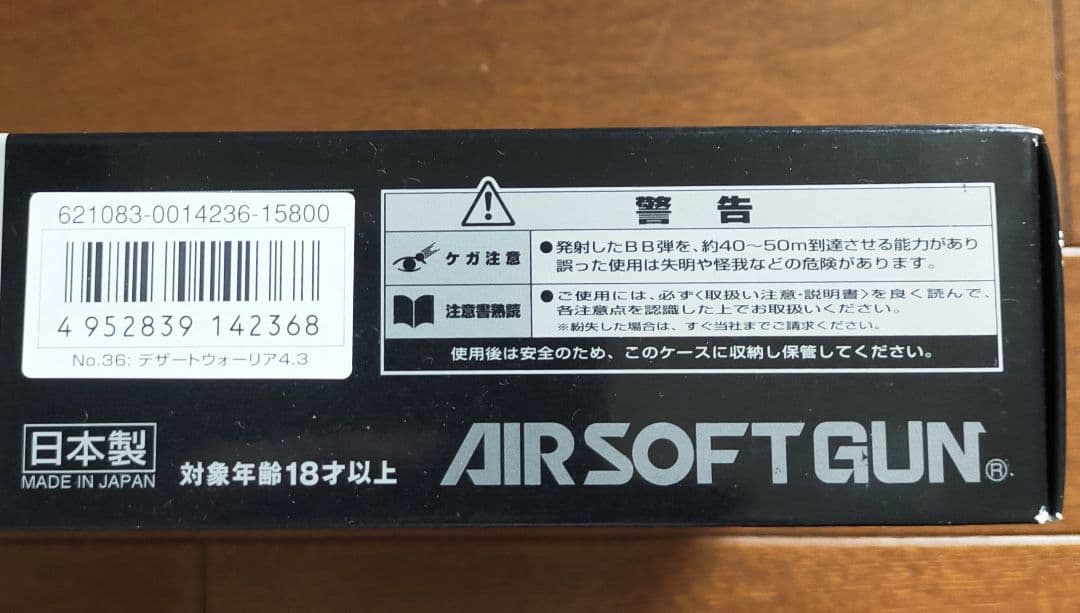 621083-0014236-15800
4 952839 142368
No.36: デザートウォーリア4.3
警告
ケガ注意
●発射したBB弾を、約40〜50m到達させる能力があり
誤った使用は失明や怪我などの危険があります。
注意書熟読
●ご使用には、必ず〈取扱い注意・説明書〉を良く読んで、
各注意点を認識した上でお取扱いください。
※紛失した場合は、すぐ当社までご請求ください。
使用後は安全のため、このケースに収納し保管してください。
日本製
MADE IN JAPAN
対象年齢18才以上
AIRSOFT GUN®.